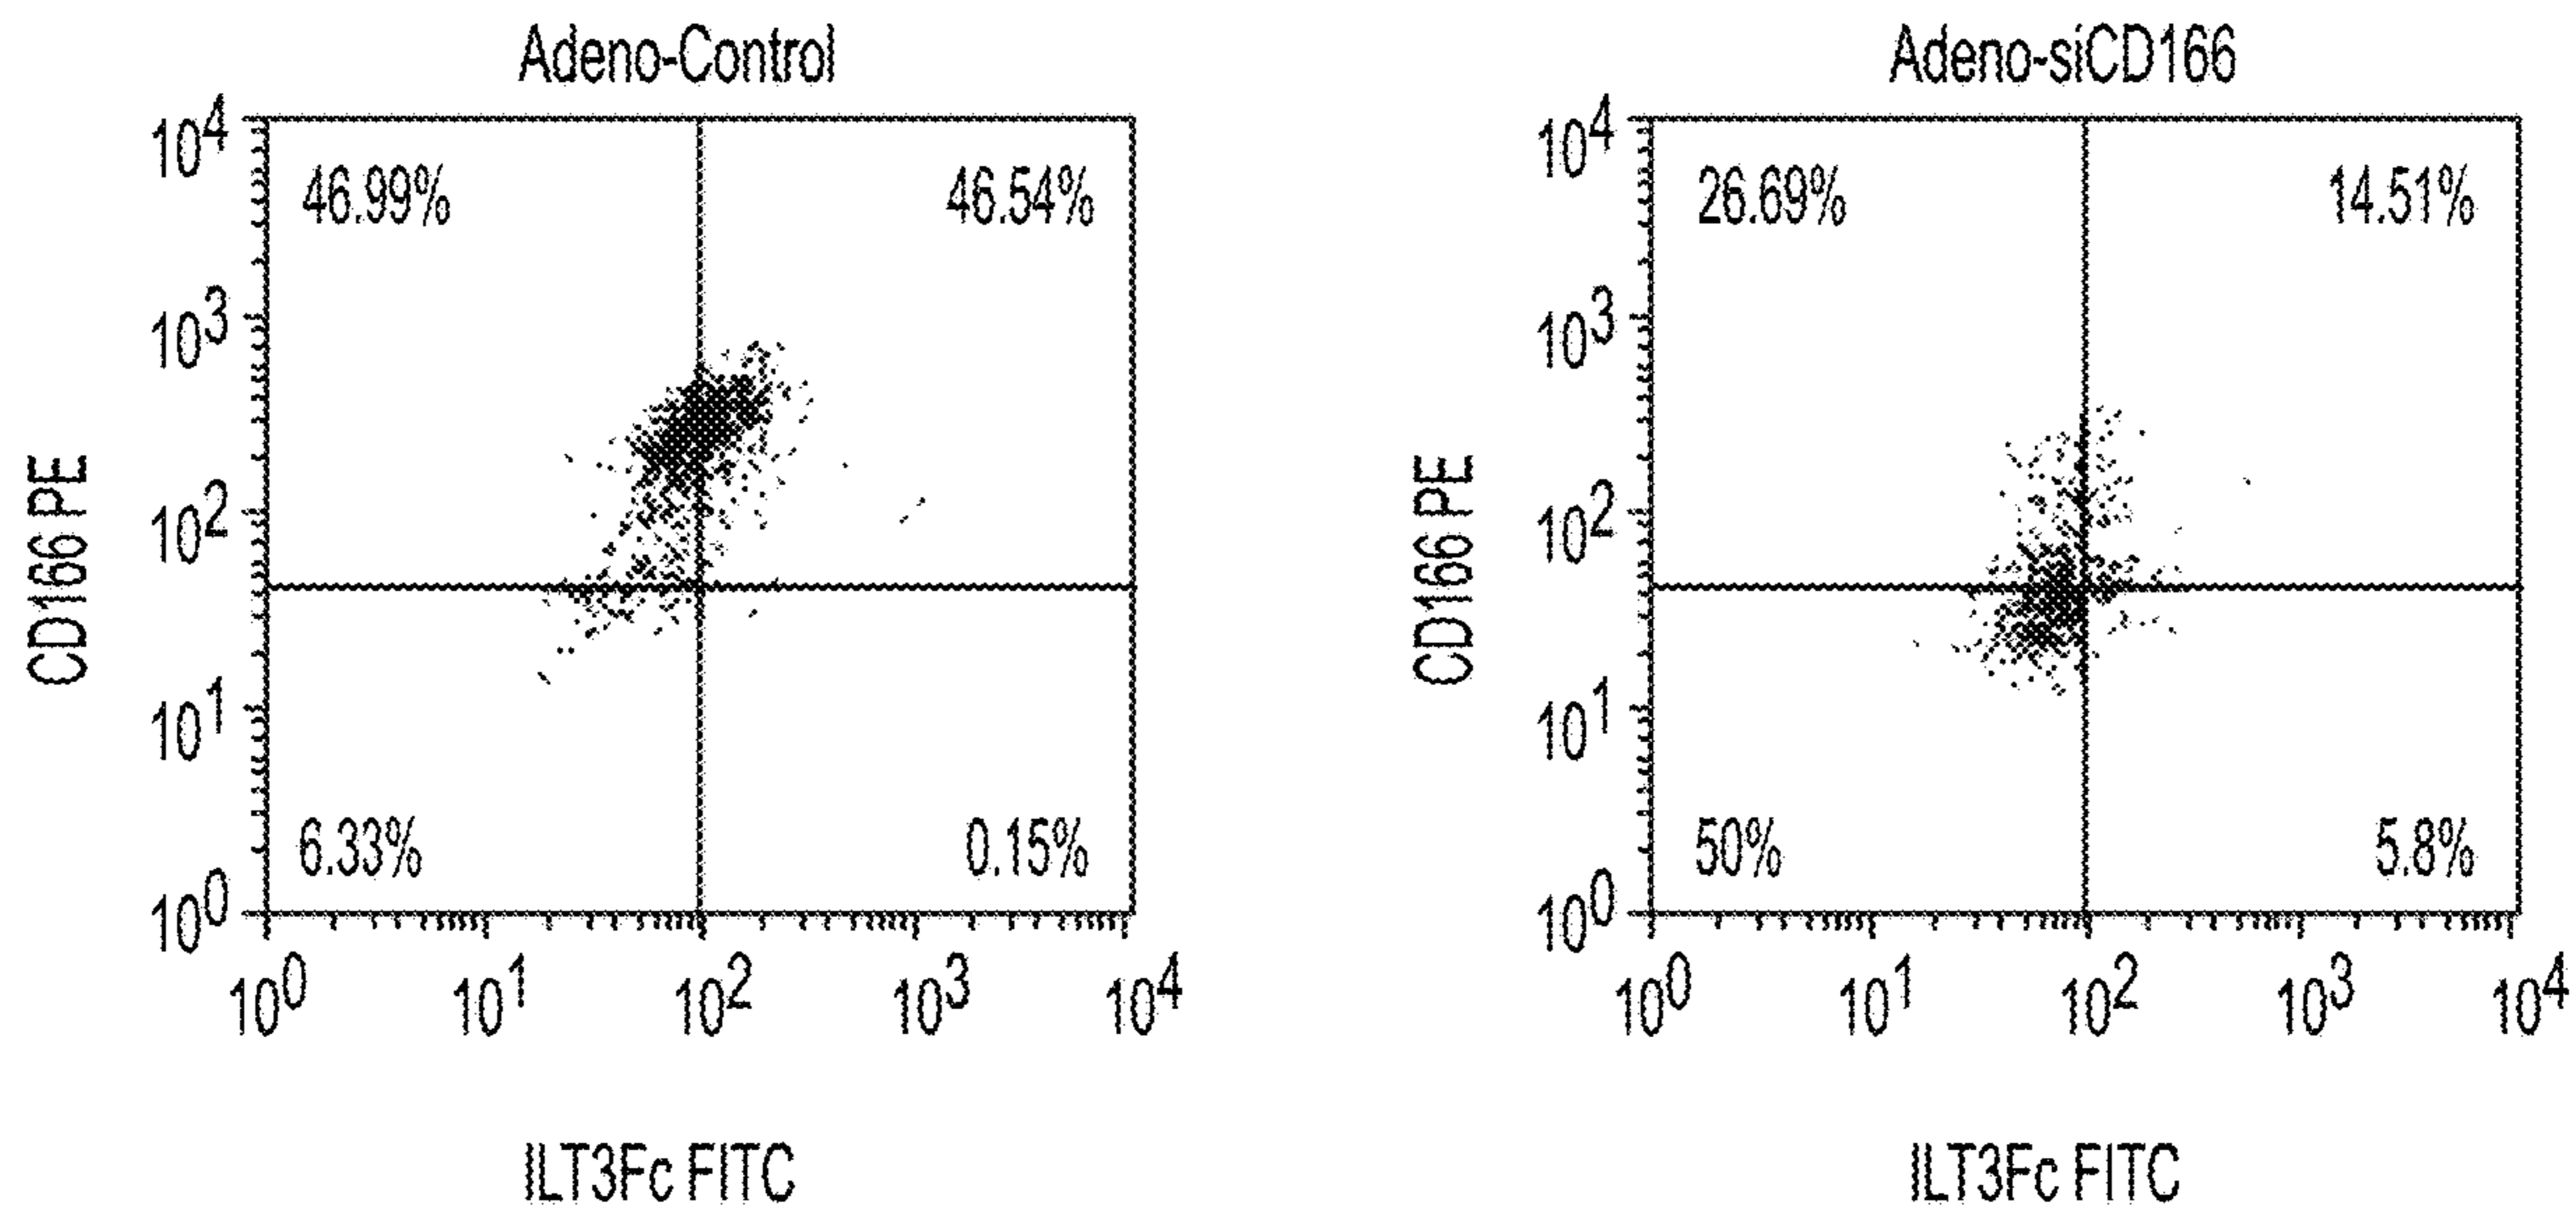 Adeno-Control
10^4
46.99%
46.54%
10^3
CD166 PE
10^2
10^1
6.33%
0.15%
10^0
10^0 10^1 10^2 10^3 10^4
ILT3Fc FITC
Adeno-siCD166
10^4
26.69%
14.51%
10^3
CD166 PE
10^2
10^1
50%
5.8%
10^0
10^0 10^1 10^2 10^3 10^4
ILT3Fc FITC